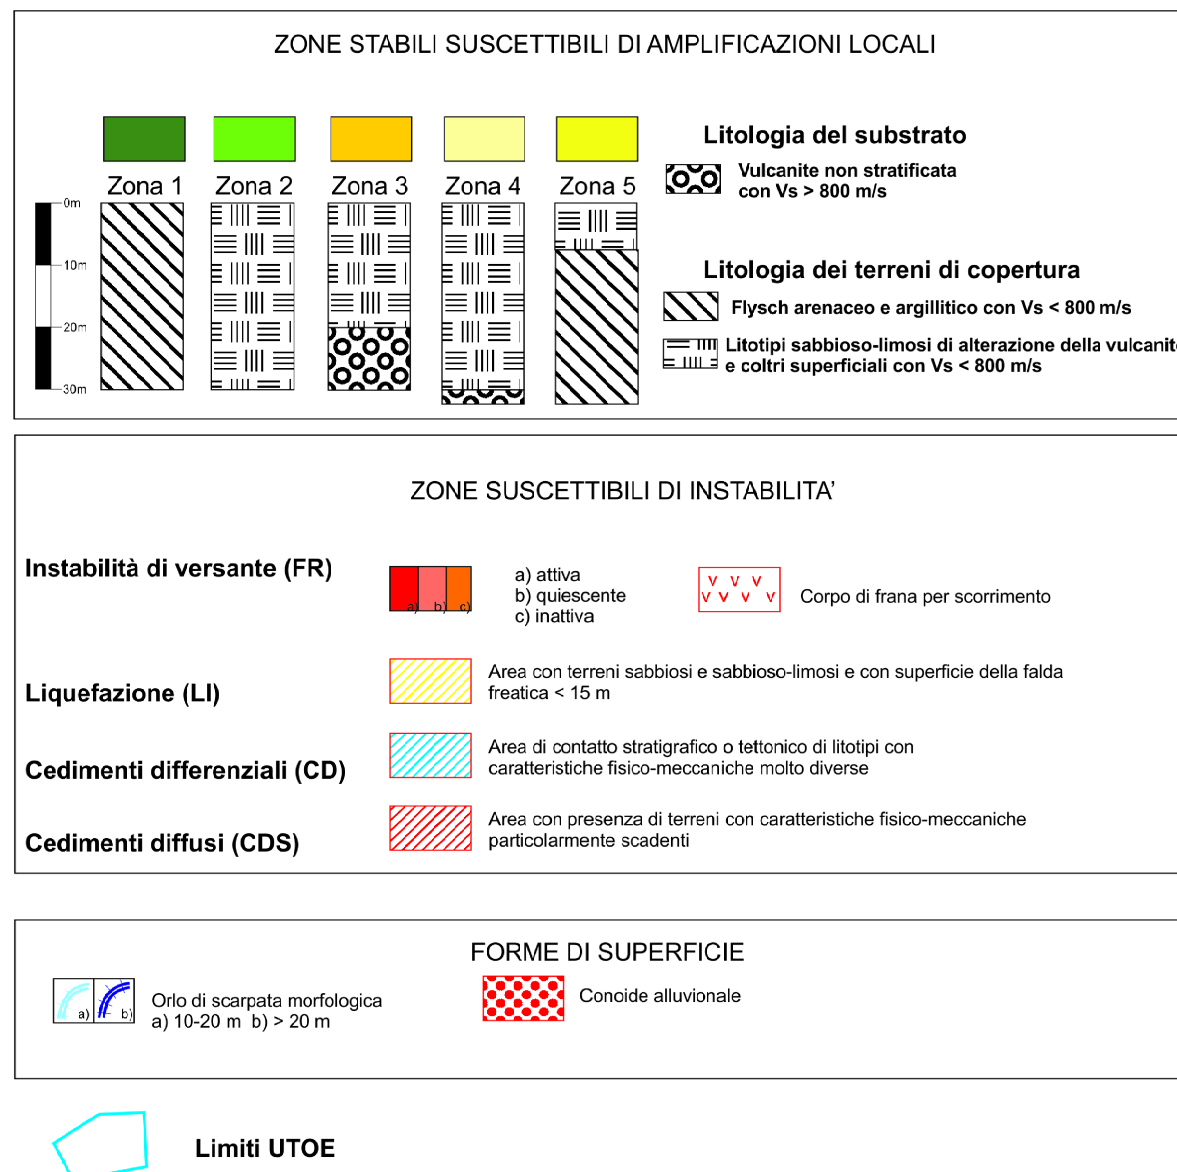 ZONE STABILI SUSCETTIBILI DI AMPLIFICAZIONI LOCALI
Zona 1
Zona 2
Zona 3
Zona 4
Zona 5
0m
10m
20m
30m
Litologia del substrato
Vulcanite non stratificata
con Vs > 800 m/s
Litologia dei terreni di copertura
Flysch arenaceo e argillitico con Vs < 800 m/s
Litotipi sabbioso-limosi di alterazione della vulcanite
e coltri superficiali con Vs < 800 m/s
ZONE SUSCETTIBILI DI INSTABILITA’
Instabilità di versante (FR)
a) b) c)
a) attiva
b) quiescente
c) inattiva
Corpo di frana per scorrimento
Liquefazione (LI)
Area con terreni sabbiosi e sabbioso-limosi e con superficie della falda
freatica < 15 m
Cedimenti differenziali (CD)
Area di contatto stratigrafico o tettonico di litotipi con
caratteristiche fisico-meccaniche molto diverse
Cedimenti diffusi (CDS)
Area con presenza di terreni con caratteristiche fisico-meccaniche
particolarmente scadenti
FORME DI SUPERFICIE
a) b)
Orlo di scarpata morfologica
a) 10-20 m b) > 20 m
Conoide alluvionale
Limiti UTOE